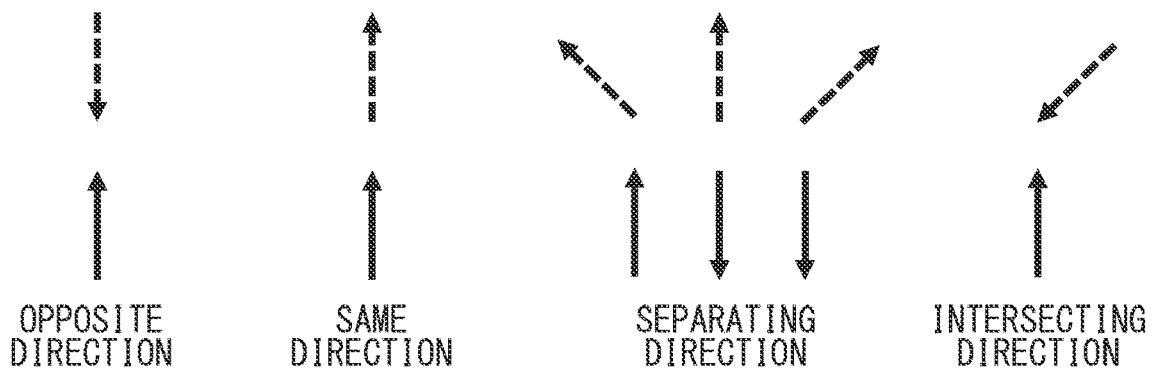 OPPOSITE
DIRECTION
SAME
DIRECTION
SEPARATING
DIRECTION
INTERSECTING
DIRECTION